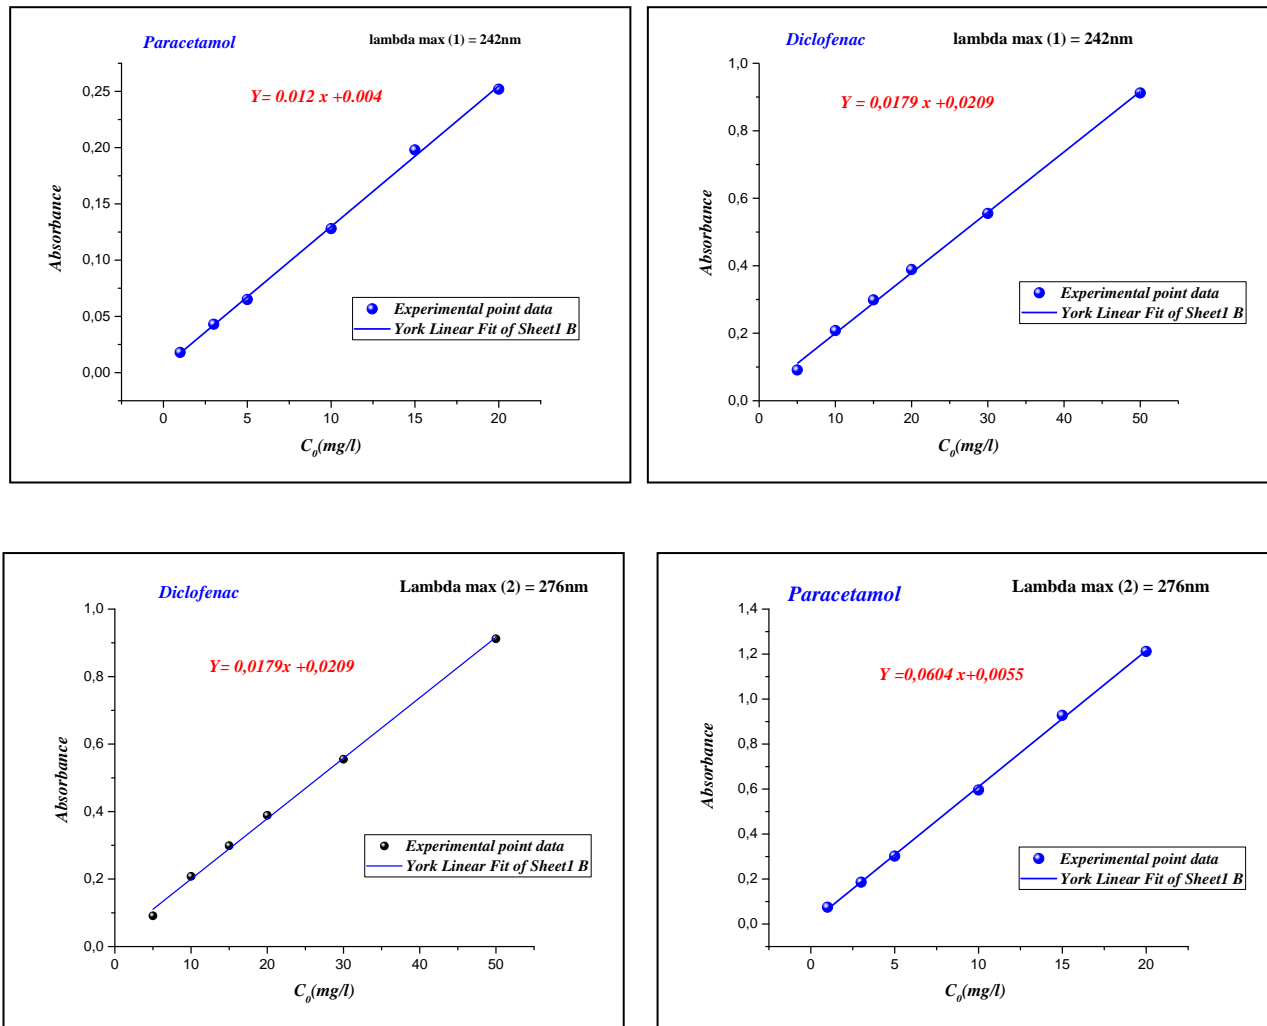 Paracetamol
lambda max (1) = 242nm
Y= 0.012 x +0.004
0,25
0,20
0,15
0,10
0,05
0,00
Absorbance
Experimental point data
York Linear Fit of Sheet1 B
0 5 10 15 20
C0(mg/l)
Diclofenac
lambda max (1) = 242nm
Y = 0,0179 x +0,0209
1,0
0,8
0,6
0,4
0,2
0,0
Absorbance
Experimental point data
York Linear Fit of Sheet1 B
0 10 20 30 40 50
C0(mg/l)
Diclofenac
Lambda max (2) = 276nm
Y= 0,0179x +0,0209
1,0
0,8
0,6
0,4
0,2
0,0
Absorbance
Experimental point data
York Linear Fit of Sheet1 B
0 10 20 30 40 50
C0(mg/l)
Paracetamol
Lambda max (2) = 276nm
Y =0,0604 x+0,0055
1,4
1,2
1,0
0,8
0,6
0,4
0,2
0,0
Absorbance
Experimental point data
York Linear Fit of Sheet1 B
0 5 10 15 20
C0(mg/l)